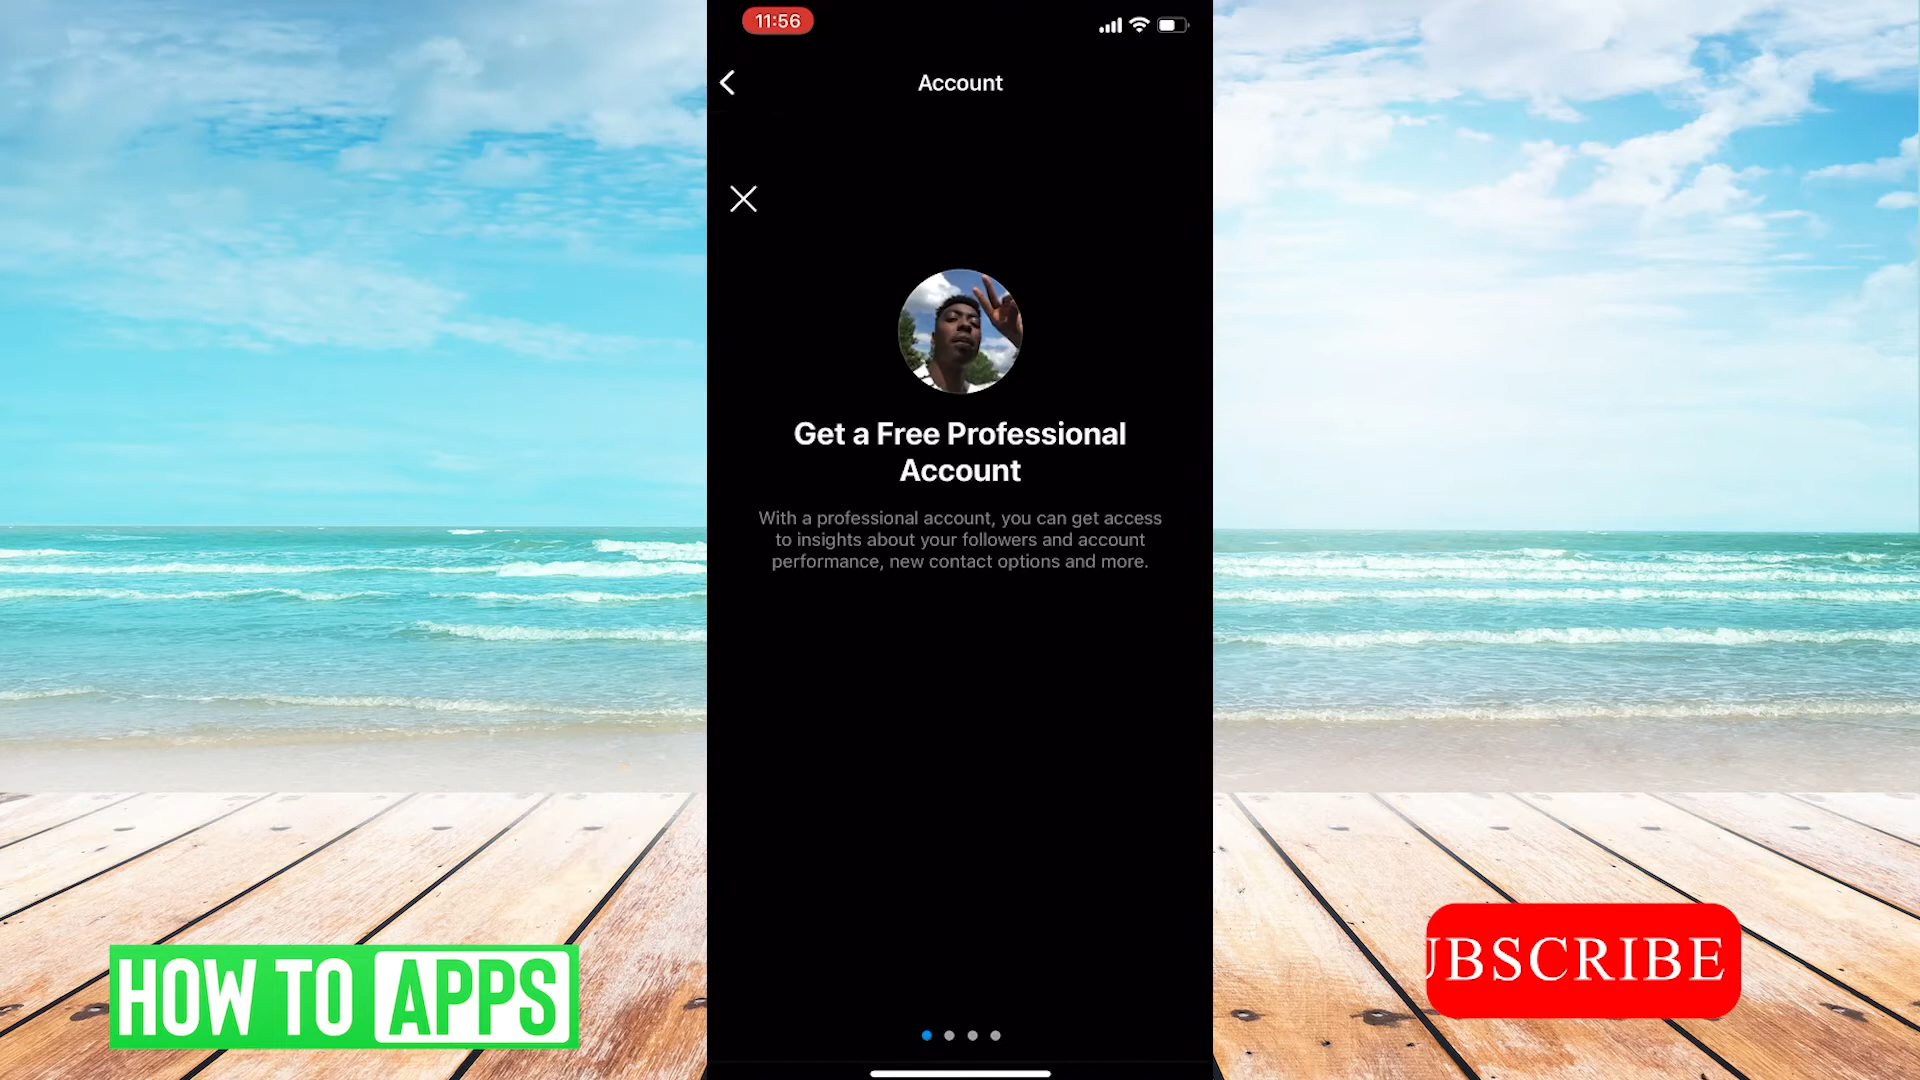 11:56
Account
Get a Free Professional
Account
With a professional account, you can get access
to insights about your followers and account
performance, new contact options and more.
HOW TO APPS
UBSCRIBE